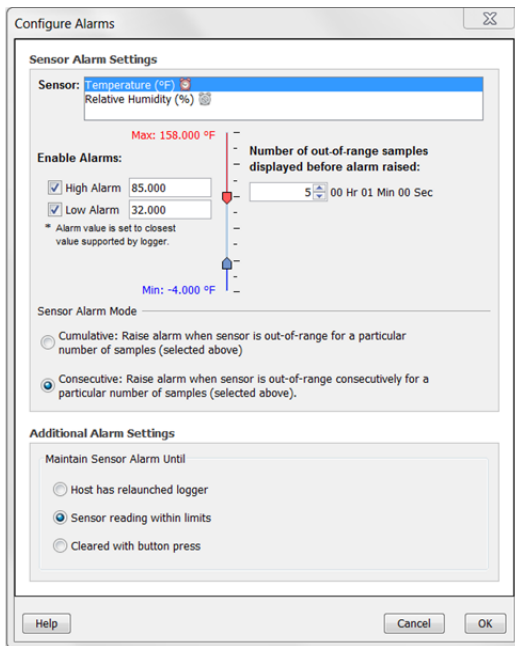 Configure Alarms
Sensor Alarm Settings
Sensor: Temperature (°F)
Relative Humidity (%)
Max: 158.000 °F
Number of out-of-range samples
displayed before alarm raised:
Enable Alarms:
High Alarm 85.000
5 00 Hr 01 Min 00 Sec
Low Alarm 32.000
* Alarm value is set to closest
value supported by logger.
Min: -4.000 °F
Sensor Alarm Mode
Cumulative: Raise alarm when sensor is out-of-range for a particular
number of samples (selected above)
Consecutive: Raise alarm when sensor is out-of-range consecutively for a
particular number of samples (selected above).
Additional Alarm Settings
Maintain Sensor Alarm Until
Host has relaunched logger
Sensor reading within limits
Cleared with button press
Help
Cancel
OK